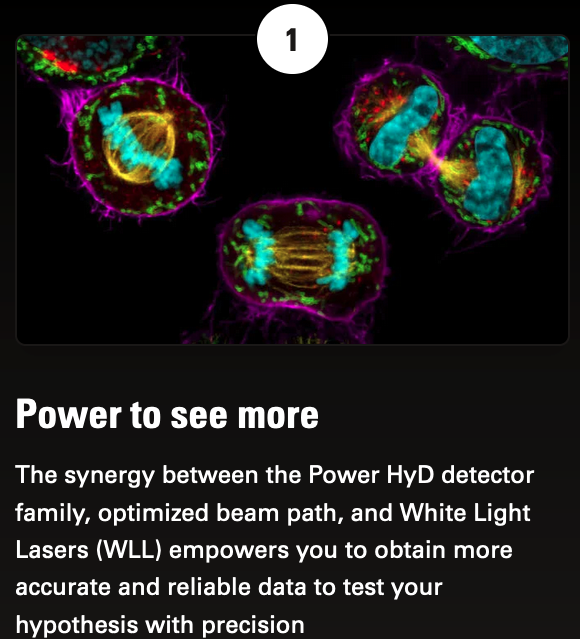 1
Power to see more
The synergy between the Power HyD detector
family, optimized beam path, and White Light
Lasers (WLL) empowers you to obtain more
accurate and reliable data to test your
hypothesis with precision